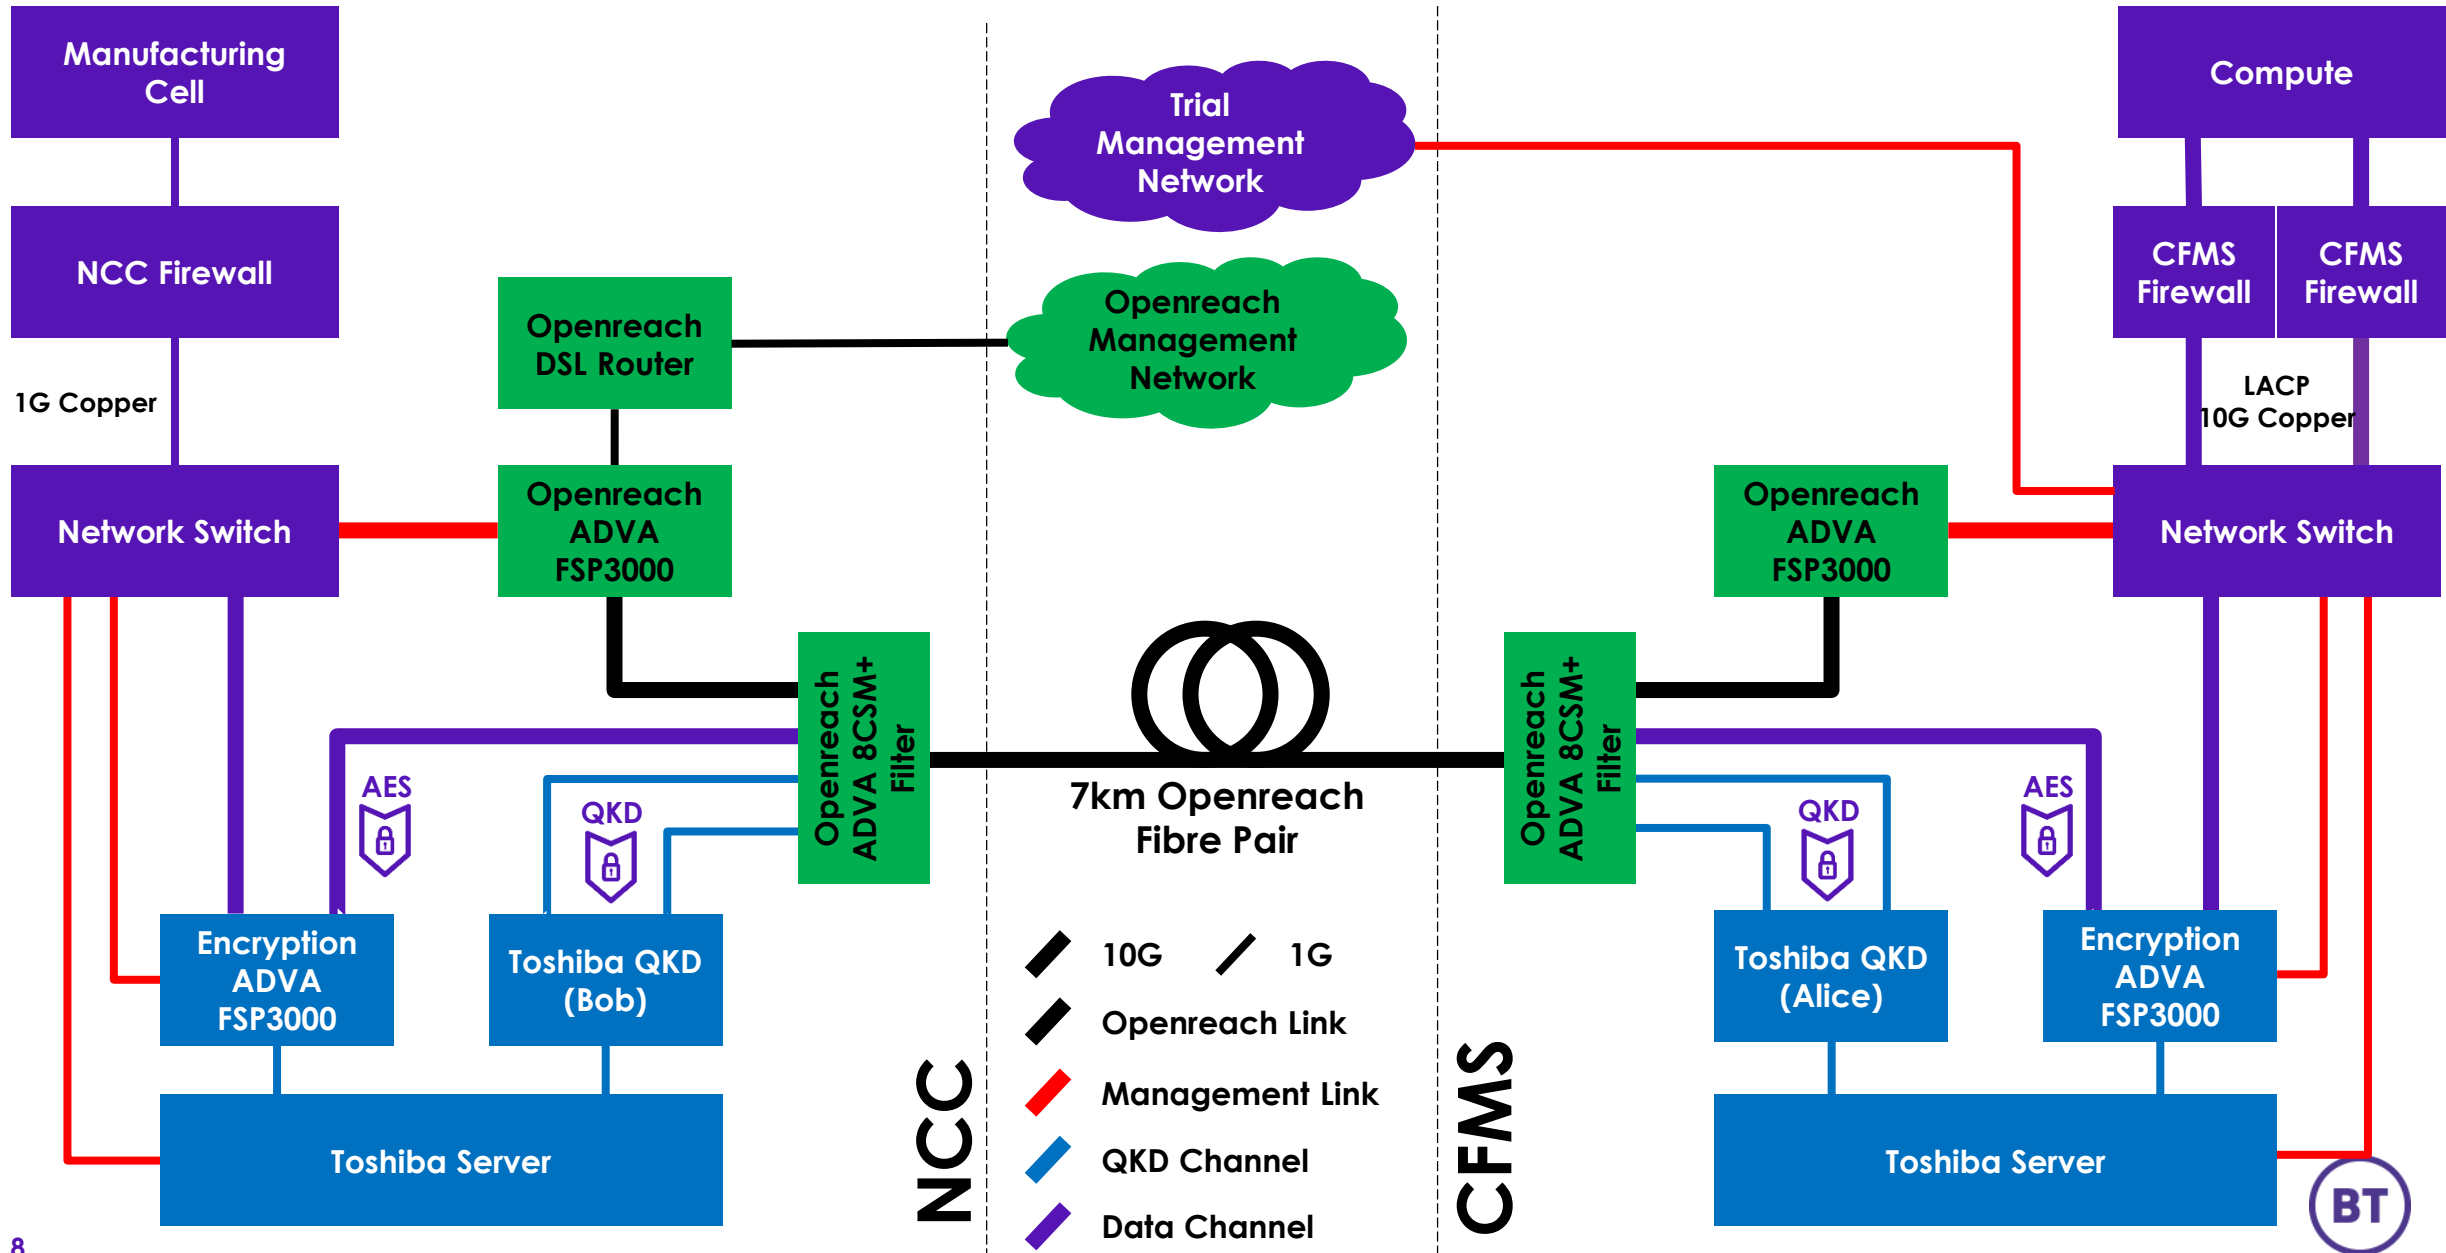 Manufacturing
Cell
NCC Firewall
1G Copper
Network Switch
Openreach
DSL Router
Openreach
ADVA
FSP3000
Openreach
ADVA 8CSM+
Filter
AES
QKD
Encryption
ADVA
FSP3000
Toshiba QKD
(Bob)
Toshiba Server
NCC
8
Trial
Management
Network
Openreach
Management
Network
7km Openreach
Fibre Pair
10G
1G
Openreach Link
Management Link
QKD Channel
Data Channel
CFMS
Compute
CFMS
Firewall
CFMS
Firewall
LACP
10G Copper
Openreach
ADVA
FSP3000
Network Switch
Openreach
ADVA 8CSM+
Filter
QKD
AES
Toshiba QKD
(Alice)
Encryption
ADVA
FSP3000
Toshiba Server
BT